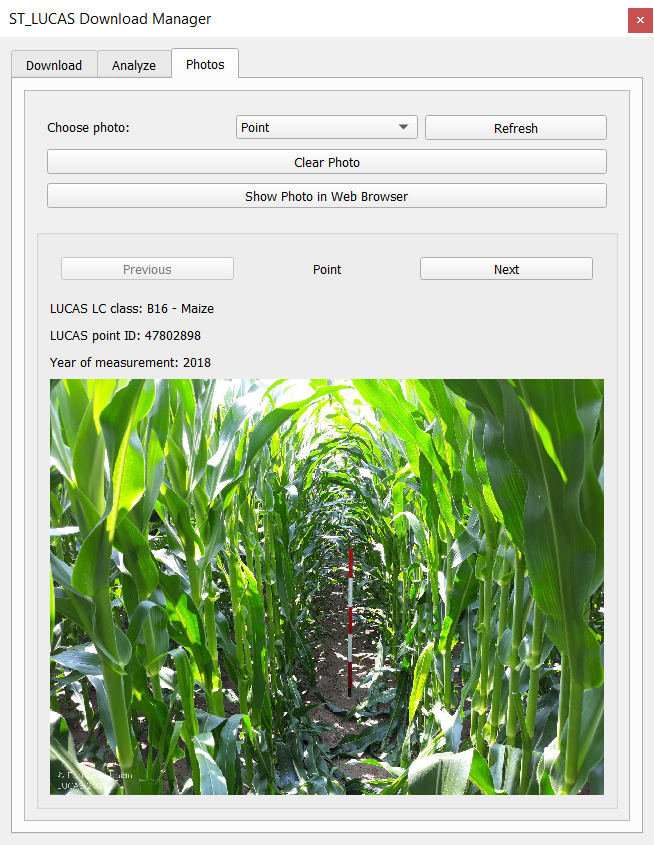 ST_LUCAS Download Manager
Download Analyze Photos
Choose photo: Point Refresh
Clear Photo
Show Photo in Web Browser
Previous Point Next
LUCAS LC class: B16 - Maize
LUCAS point ID: 47802898
Year of measurement: 2018
©
LUCAS